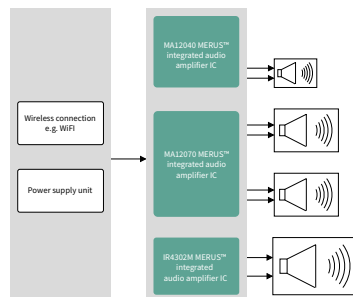 MA12040 MERUS™
integrated audio
amplifier IC
Wireless connection
e.g. WiFI
MA12070 MERUS™
integrated audio
amplifier IC
Power supply unit
IR4302M MERUS™
integrated
audio amplifier IC